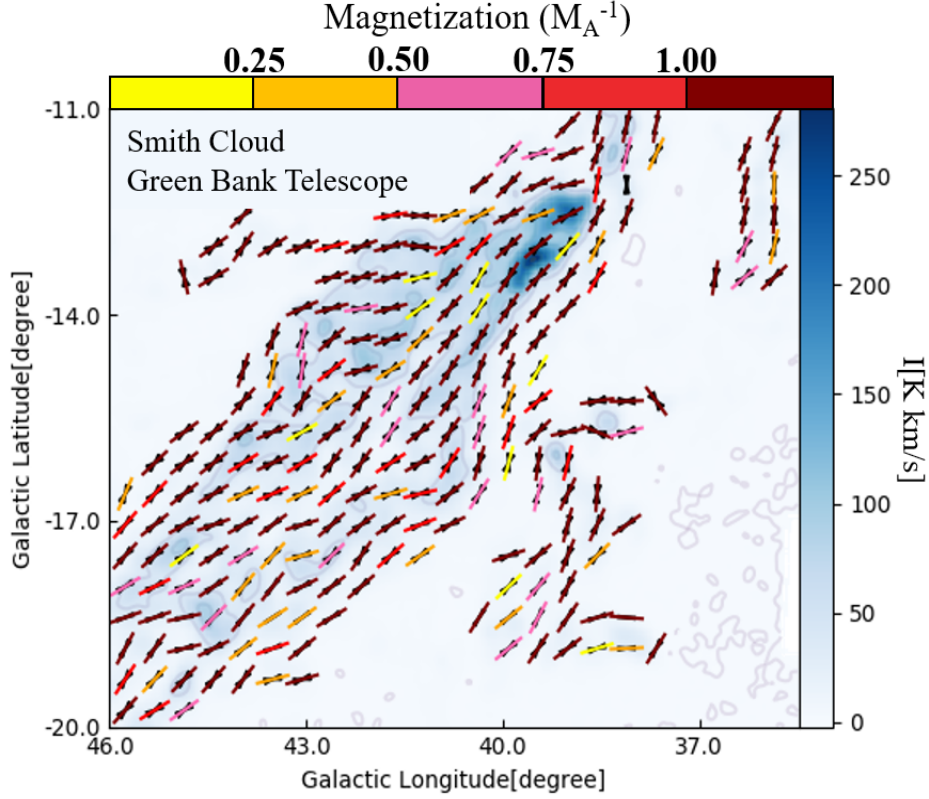 Magnetization (M_A^-1)
0.25 0.50 0.75 1.00
Smith Cloud
Green Bank Telescope
-11.0
-14.0
-17.0
-20.0
Galactic Latitude[degree]
46.0 43.0 40.0 37.0
Galactic Longitude[degree]
250
200
150
100
50
0
I[K km/s]